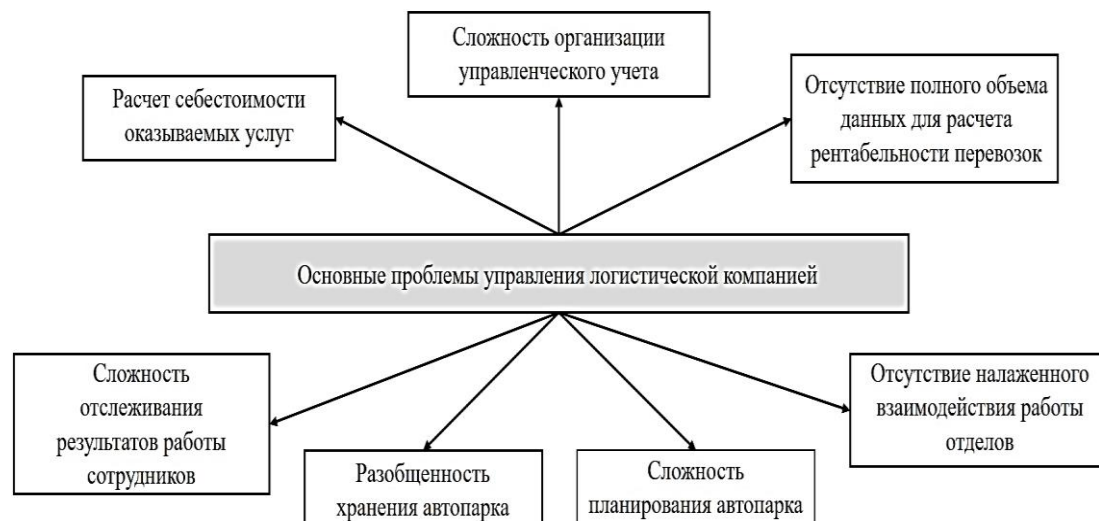 Сложность организации
управленческого учета
Расчет себестоимости
оказываемых услуг
Отсутствие полного объема
данных для расчета
рентабельности перевозок
Основные проблемы управления логистической компанией
Сложность
отслеживания
результатов работы
сотрудников
Разобщенность
хранения автопарка
Сложность
планирования автопарка
Отсутствие налаженного
взаимодействия работы
отделов